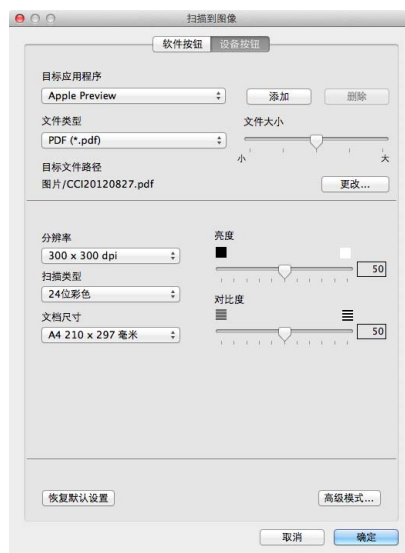 扫描到图像
软件按钮 设备按钮
目标应用程序
Apple Preview 添加 删除
文件类型 文件大小
PDF (*.pdf)
小 大
目标文件路径
图片/CCI20120827.pdf 更改...
分辨率 亮度
300 x 300 dpi
50
扫描类型
24位彩色 对比度
文档尺寸
A4 210 x 297 毫米 50
恢复默认设置 高级模式...
取消 确定